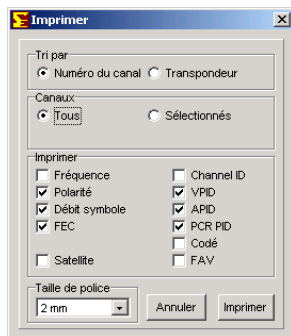 Imprimer
Tri par
Numéro du canal Transpondeur
Canaux
Tous Sélectionnés
Imprimer
Fréquence Channel ID
Polarité VPID
Débit symbole APID
FEC PCR PID
Codé
Satellite FAV
Taille de police
2 mm Annuler Imprimer